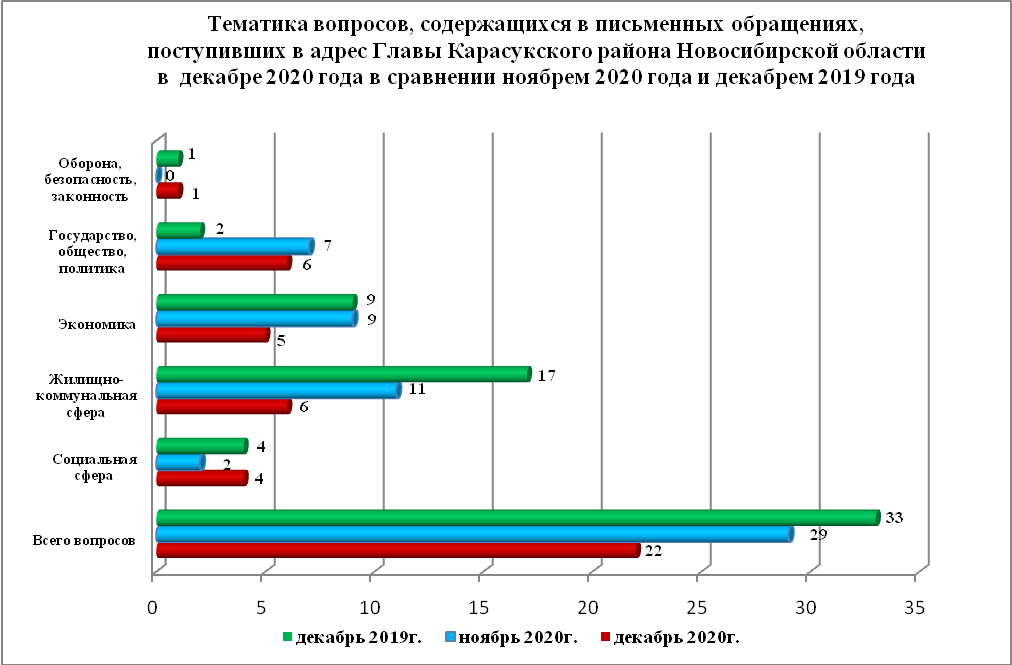 Тематика вопросов, содержащихся в письменных обращениях,
поступивших в адрес Главы Карасукского района Новосибирской области
в декабре 2020 года в сравнении ноябрем 2020 года и декабрем 2019 года
Оборона,
безопасность,
законность
1
0
1
Государство,
общество,
политика
2
7
6
Экономика
9
9
5
Жилищно-
коммунальная
сфера
17
11
6
Социальная
сфера
4
2
4
Всего вопросов
33
29
22
0 5 10 15 20 25 30 35
декабрь 2019г. ноябрь 2020г. декабрь 2020г.